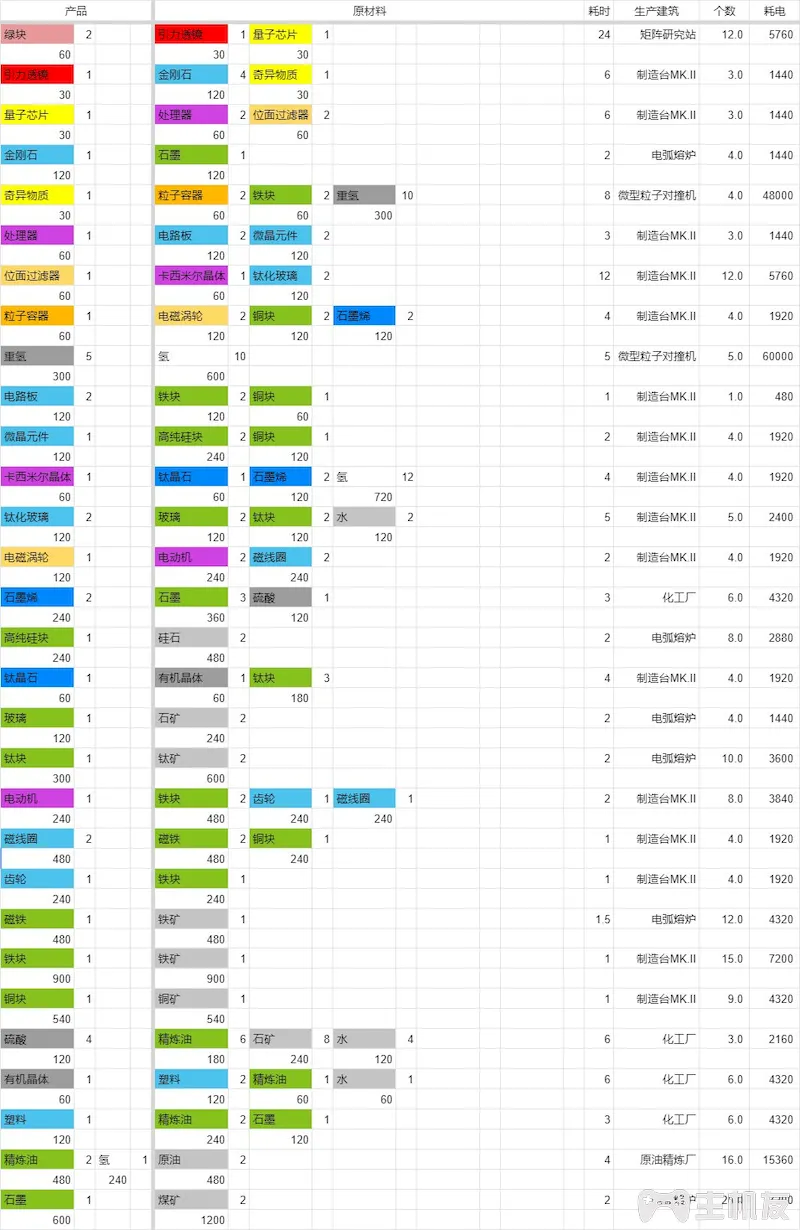 产品 原材料 耗时 生产建筑 个数 耗电
绿块 2 引力透镜 1 量子芯片 1 24 矩阵研究站 12.0 5760
60 30 30
引力透镜 1 金刚石 4 奇异物质 1 6 制造台MK.II 3.0 1440
30 120 30
量子芯片 1 处理器 2 位面过滤器 2 6 制造台MK.II 3.0 1440
30 60 60
金刚石 1 石墨 1 2 电弧熔炉 4.0 1440
120 120
奇异物质 1 粒子容器 2 铁块 2 重氢 10 8 微型粒子对撞机 4.0 48000
30 60 60 300
处理器 1 电路板 2 微晶元件 2 3 制造台MK.II 3.0 1440
60 120 120
位面过滤器 1 卡西米尔晶体 1 钛化玻璃 2 12 制造台MK.II 12.0 5760
60 60 120
粒子容器 1 电磁涡轮 2 铜块 2 石墨烯 2 4 制造台MK.II 4.0 1920
60 120 120 120
重氢 5 氢 10 5 微型粒子对撞机 5.0 60000
300 600
电路板 2 铁块 2 铜块 1 1 制造台MK.II 1.0 480
120 120 60
微晶元件 1 高纯硅块 2 铜块 1 2 制造台MK.II 4.0 1920
120 240 120
卡西米尔晶体 1 钛晶石 1 石墨烯 2 氢 12 4 制造台MK.II 4.0 1920
60 60 120 720
钛化玻璃 2 玻璃 2 钛块 2 水 2 5 制造台MK.II 5.0 2400
120 120 120 120
电磁涡轮 1 电动机 2 磁线圈 2 2 制造台MK.II 4.0 1920
120 240 240
石墨烯 2 石墨 3 硫酸 1 3 化工厂 6.0 4320
240 360 120
高纯硅块 1 硅石 2 2 电弧熔炉 8.0 2880
240 480
钛晶石 1 有机晶体 1 钛块 3 4 制造台MK.II 4.0 1920
60 60 180
玻璃 1 石矿 2 2 电弧熔炉 4.0 1440
120 240
钛块 1 钛矿 2 2 电弧熔炉 10.0 3600
300 600
电动机 1 铁块 2 齿轮 1 磁线圈 1 2 制造台MK.II 8.0 3840
240 480 240 240
磁线圈 2 磁铁 2 铜块 1 1 制造台MK.II 4.0 1920
480 480 240
齿轮 1 铁块 1 1 制造台MK.II 4.0 1920
240 240
磁铁 1 铁矿 1 1.5 电弧熔炉 12.0 4320
480 480
铁块 1 铁矿 1 1 制造台MK.II 15.0 7200
900 900
铜块 1 铜矿 1 1 制造台MK.II 9.0 4320
540 540
硫酸 4 精炼油 6 石矿 8 水 4 6 化工厂 3.0 2160
120 180 240 120
有机晶体 1 塑料 2 精炼油 1 水 1 6 化工厂 6.0 4320
60 120 60 60
塑料 1 精炼油 2 石墨 1 3 化工厂 6.0 4320
120 240 120
精炼油 2 氢 1 原油 2 4 原油精炼厂 16.0 15360
480 240 480
石墨 1 煤矿 2 2
600 1200
主机友